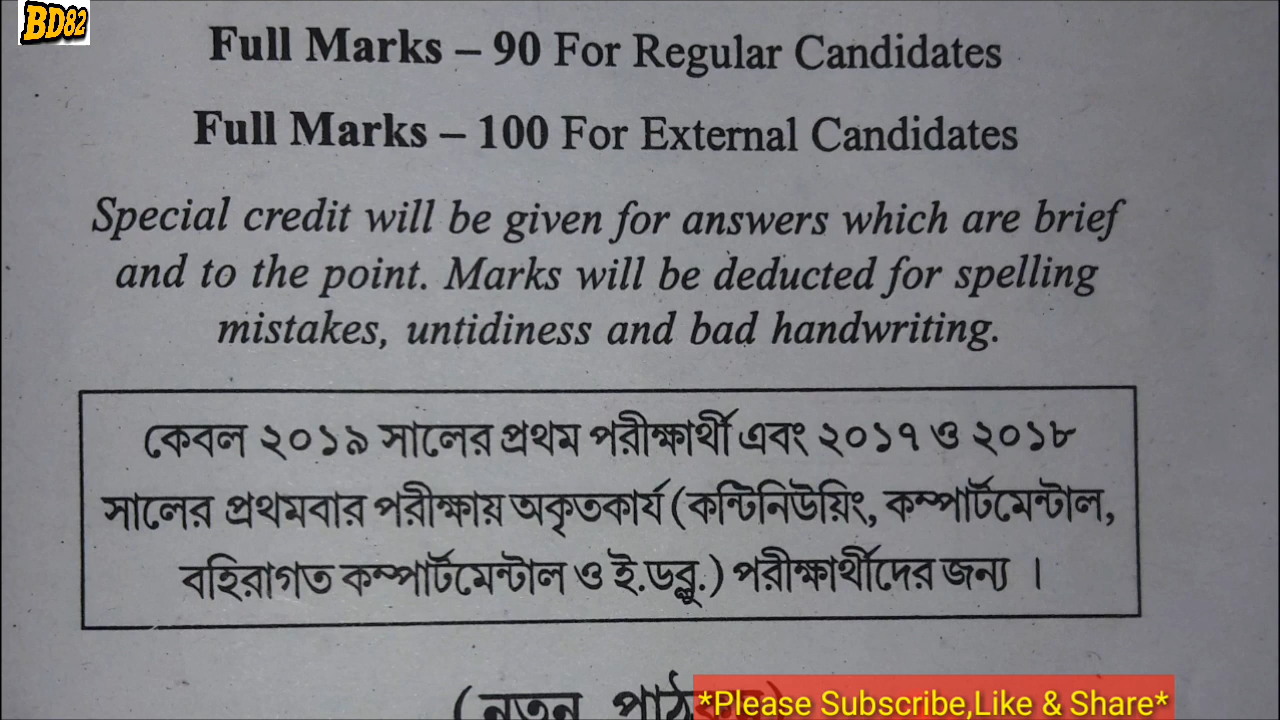 BD82
Full Marks – 90 For Regular Candidates
Full Marks – 100 For External Candidates
Special credit will be given for answers which are brief
and to the point. Marks will be deducted for spelling
mistakes, untidiness and bad handwriting.
কেবল ২০১৯ সালের প্রথম পরীক্ষার্থী এবং ২০১৭ ও ২০১৮
সালের প্রথমবার পরীক্ষায় অকৃতকার্য (কন্টিনিউয়িং, কম্পার্টমেন্টাল,
বহিরাগত কম্পার্টমেন্টাল ও ই.ডব্লু.) পরীক্ষার্থীদের জন্য ।
(নতুন
*Please Subscribe,Like & Share*